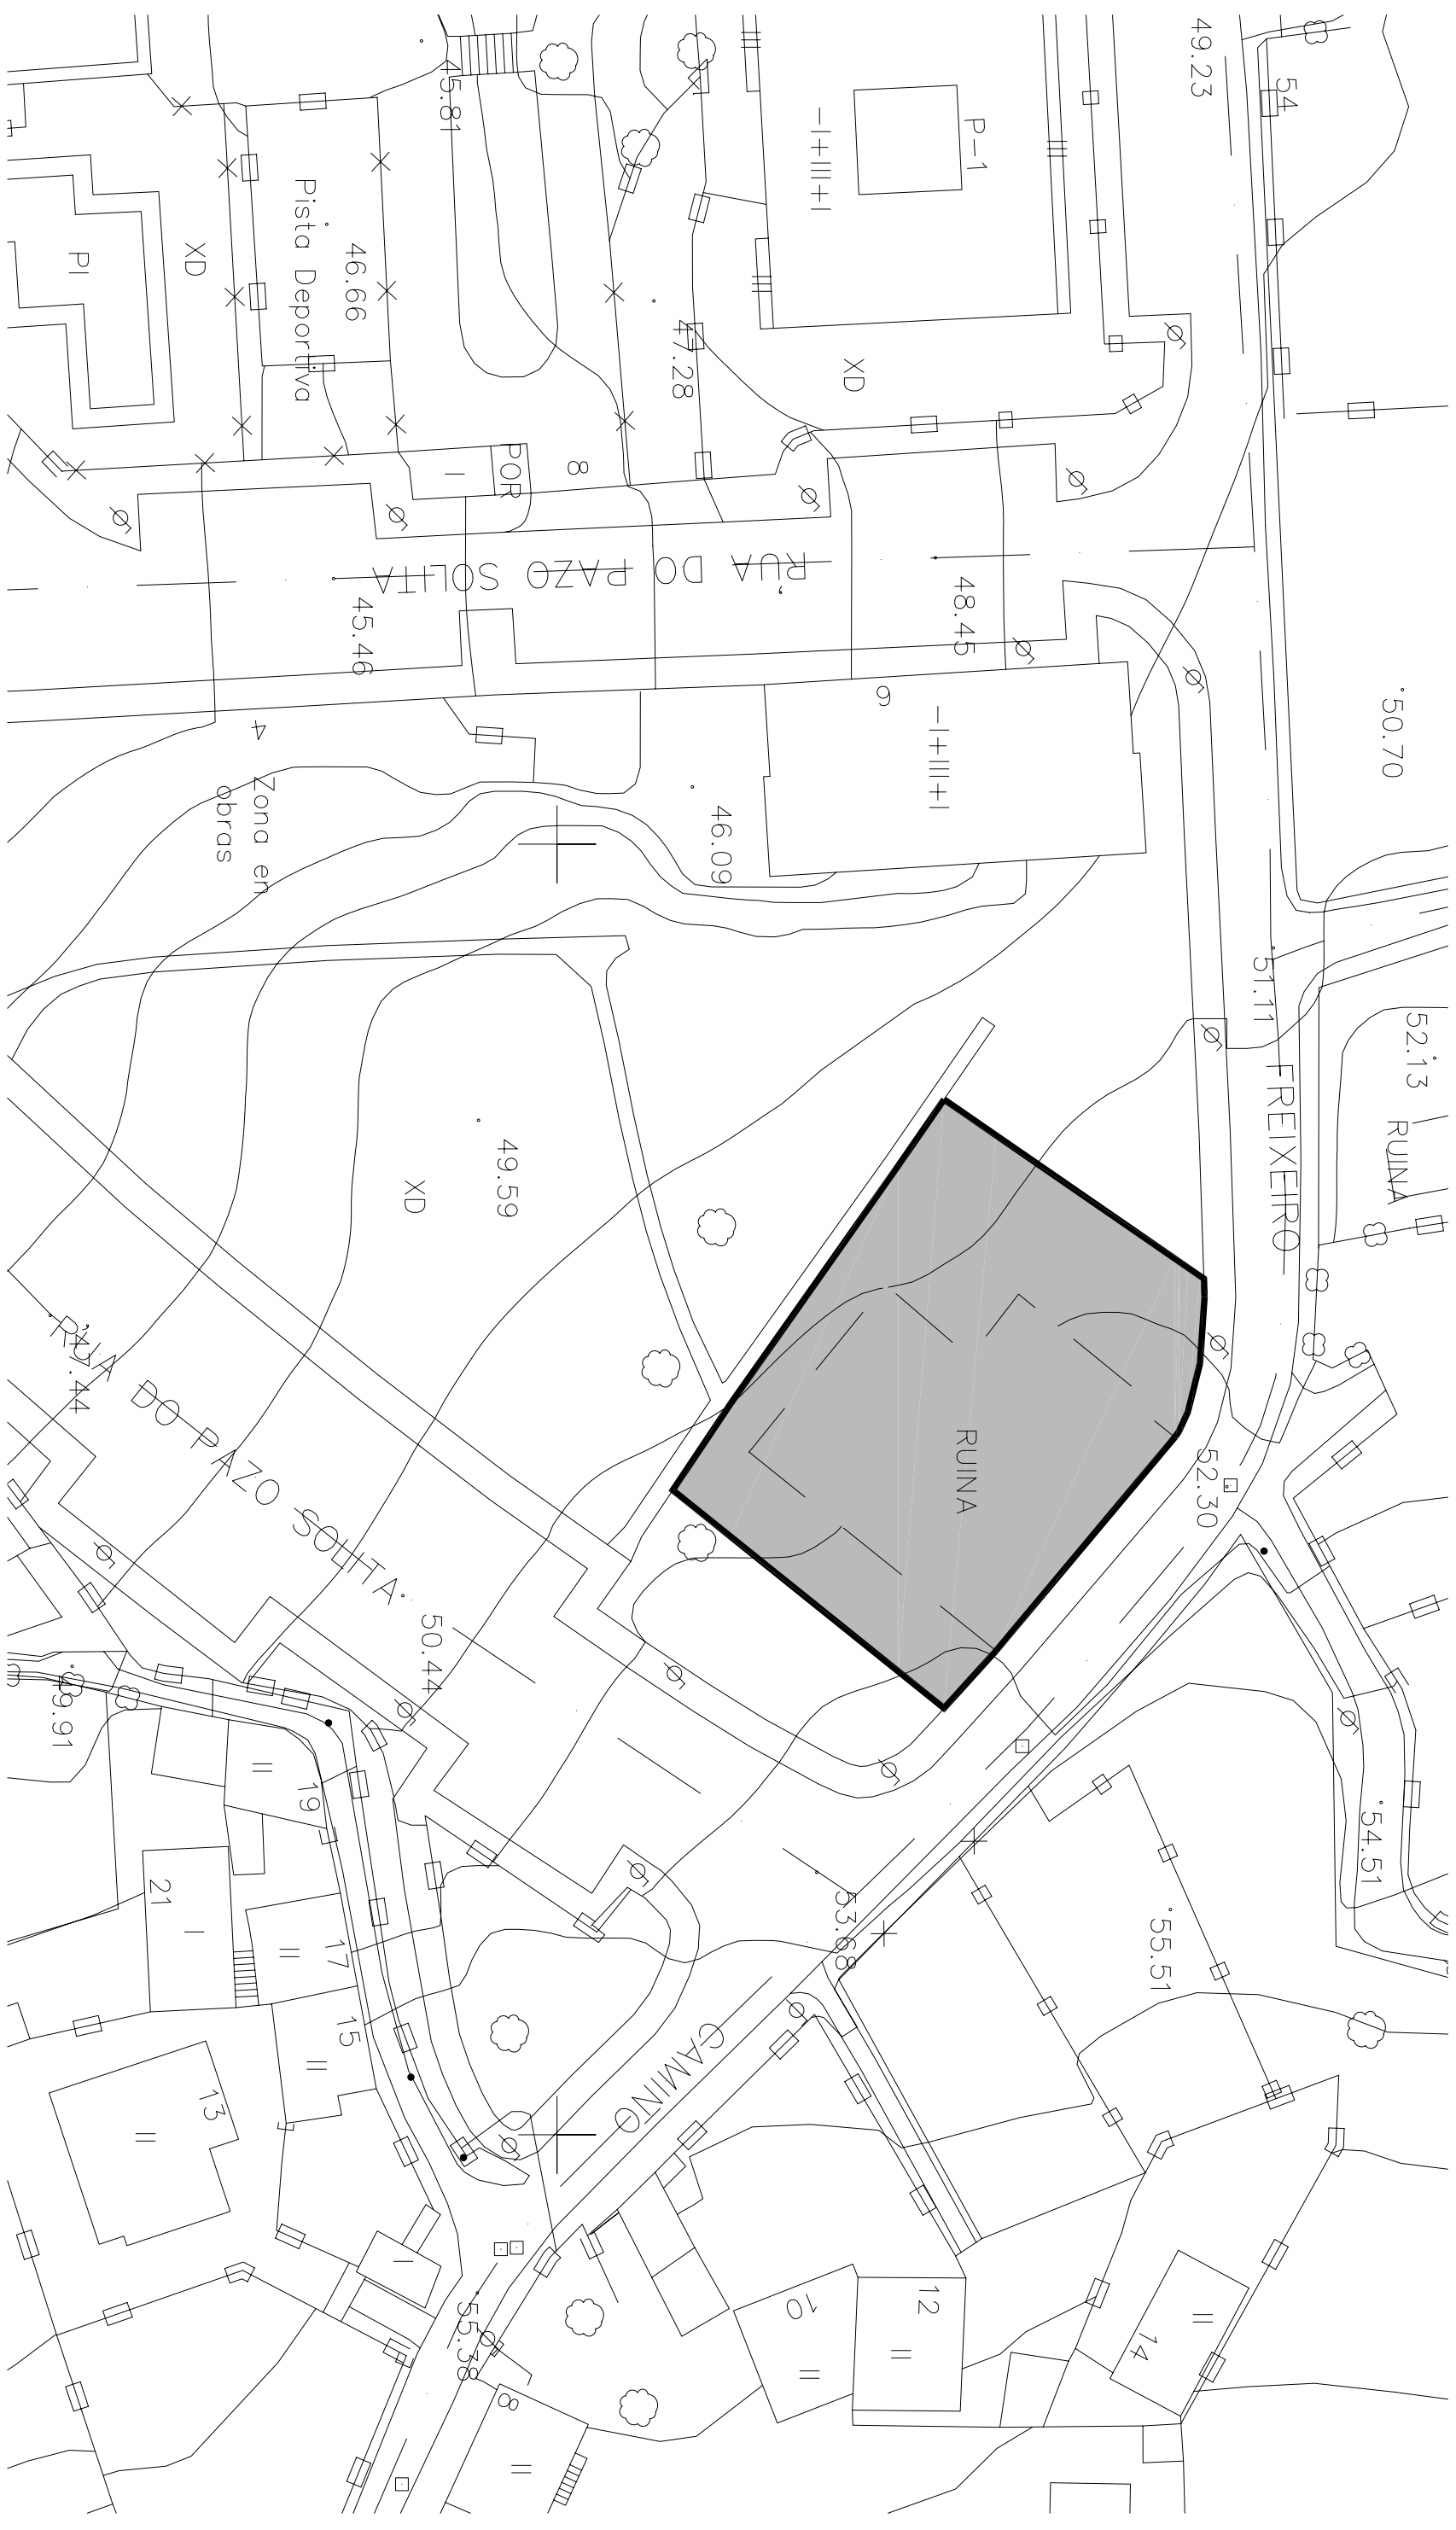 49.23
54
45.81
P-1
-I+III+I
Pista Deportiva
46.66
XD
PI
47.28
XD
POR
I
8
RÚA DO PAZO SOLITA
45.46
48.45
50.70
6
-I+III+I
4
Zona en
obras
46.09
51.11
52.13
RUINA
FREIXEIRO
49.59
XD
RÚA DO PAZO SOLITA
RUINA
52.30
50.44
49.91
54.51
II
19
21
I
II
17
15
II
53.68
55.51
CAMIÑO
13
II
I
55.38
10
II
12
II
14
II
8
II